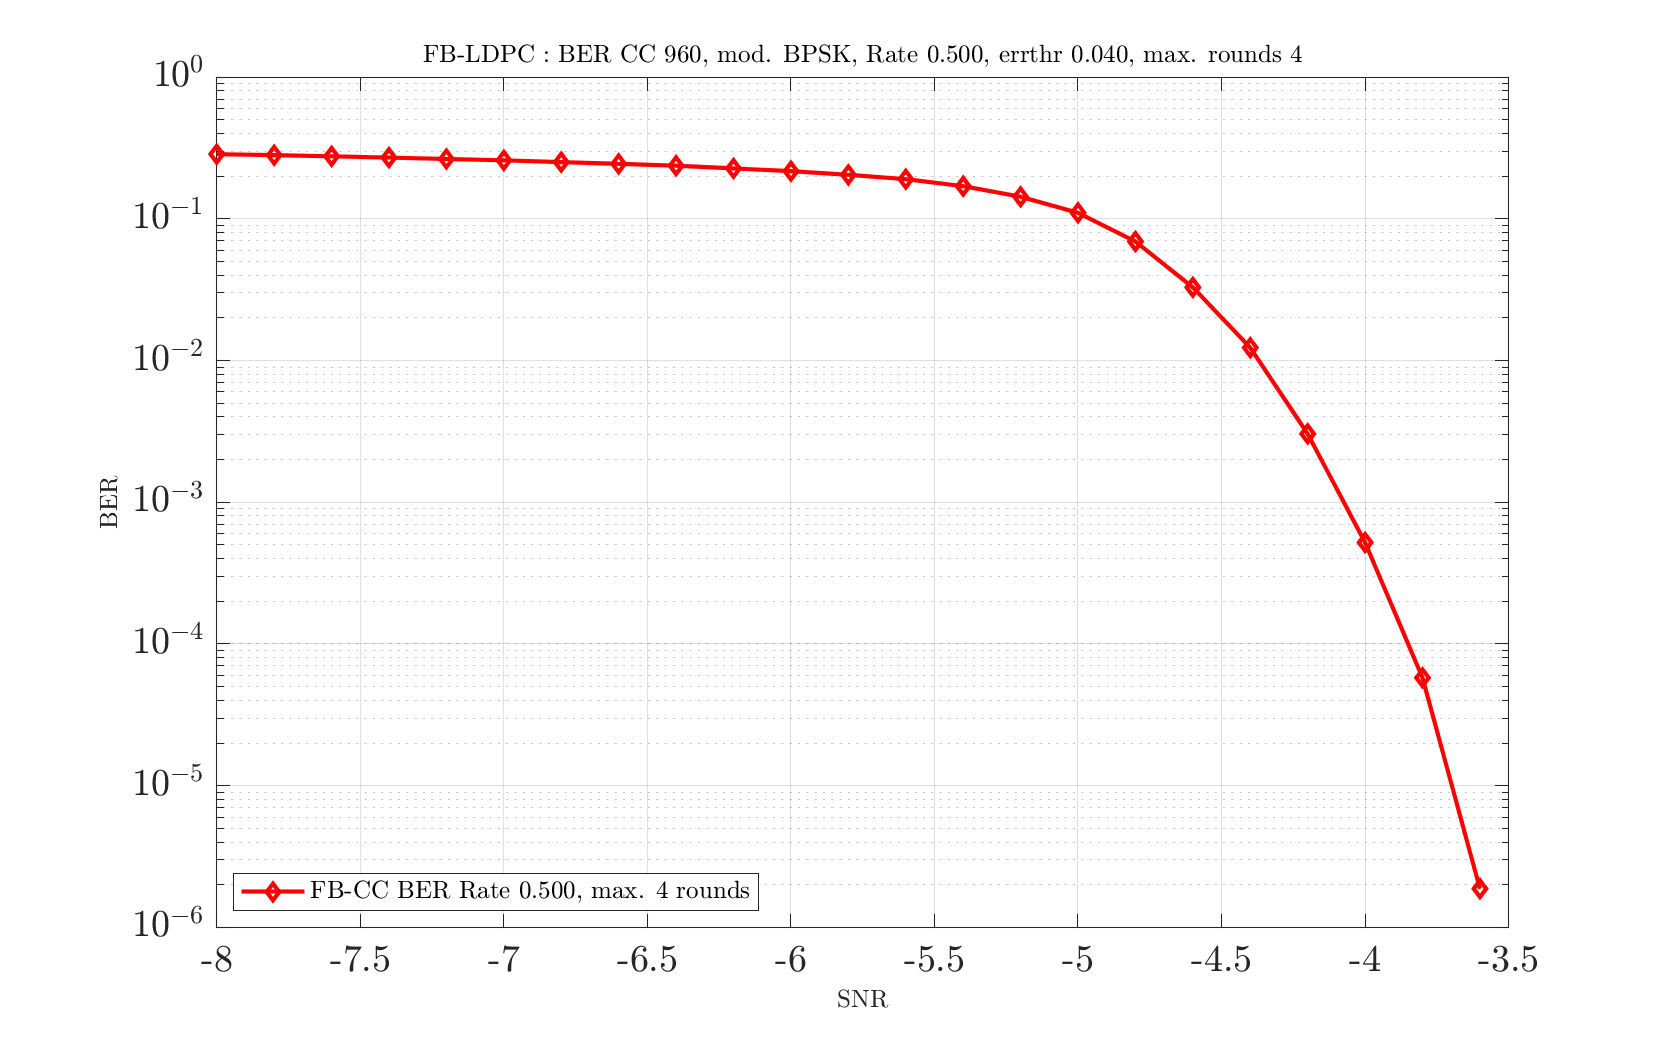 FB-LDPC : BER CC 960, mod. BPSK, Rate 0.500, errthr 0.040, max. rounds 4
10^0
10^{-1}
10^{-2}
10^{-3}
10^{-4}
10^{-5}
10^{-6}
BER
FB-CC BER Rate 0.500, max. 4 rounds
-8 -7.5 -7 -6.5 -6 -5.5 -5 -4.5 -4 -3.5
SNR